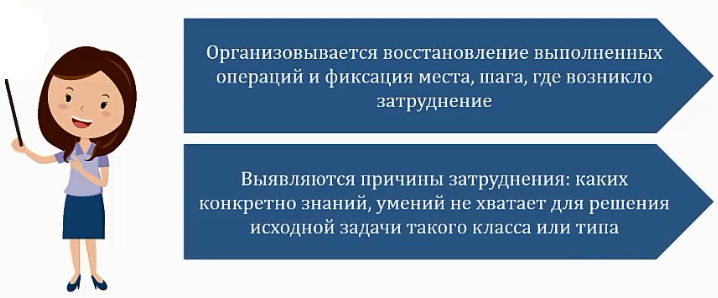 Организовывается восстановление выполненных
операций и фиксация места, шага, где возникло
затруднение
Выявляются причины затруднения: каких
конкретно знаний, умений не хватает для решения
исходной задачи такого класса или типа